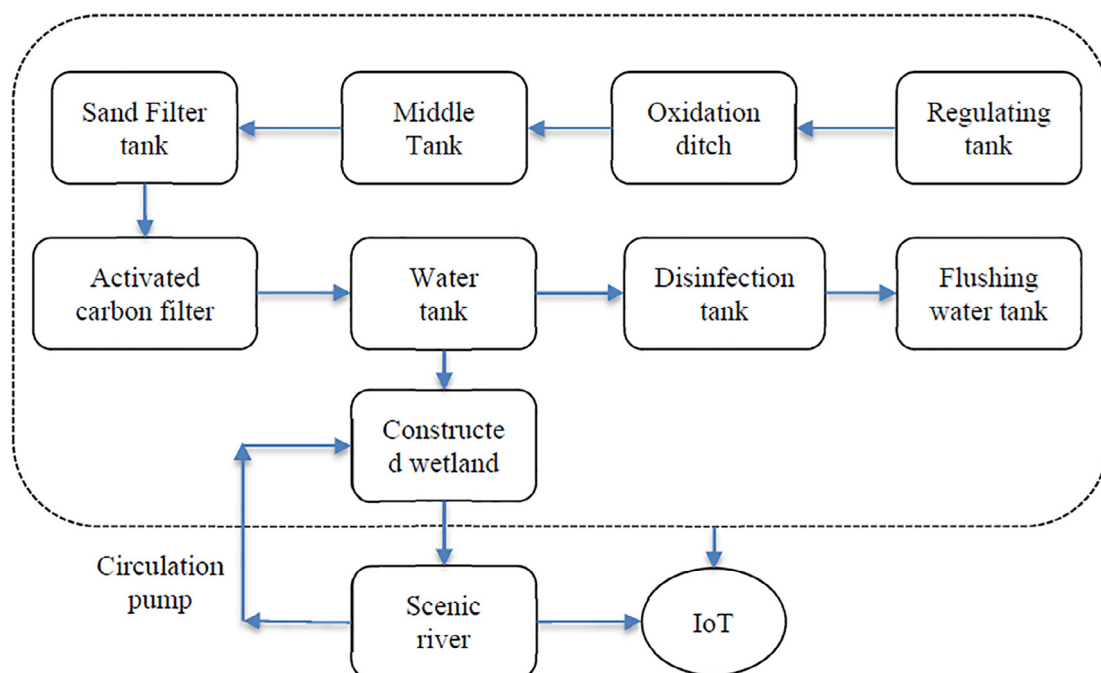 Sand Filter
tank
Middle
Tank
Oxidation
ditch
Regulating
tank
Activated
carbon filter
Water
tank
Disinfection
tank
Flushing
water tank
Constructe
d wetland
Circulation
pump
Scenic
river
IoT